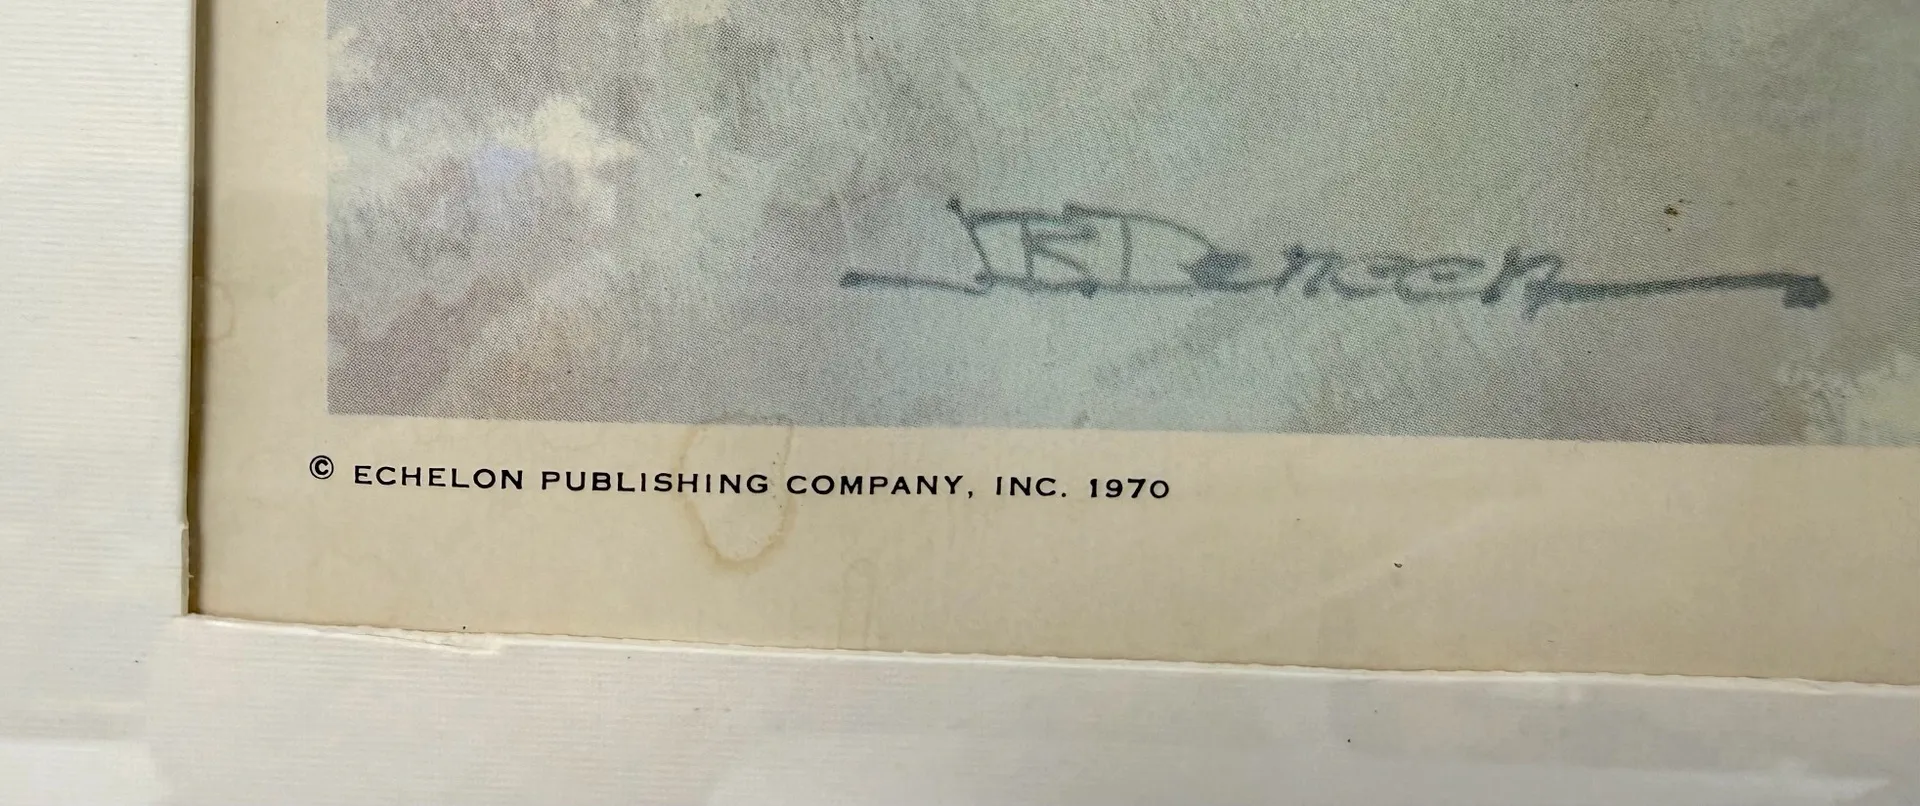 © ECHELON PUBLISHING COMPANY, INC. 1970